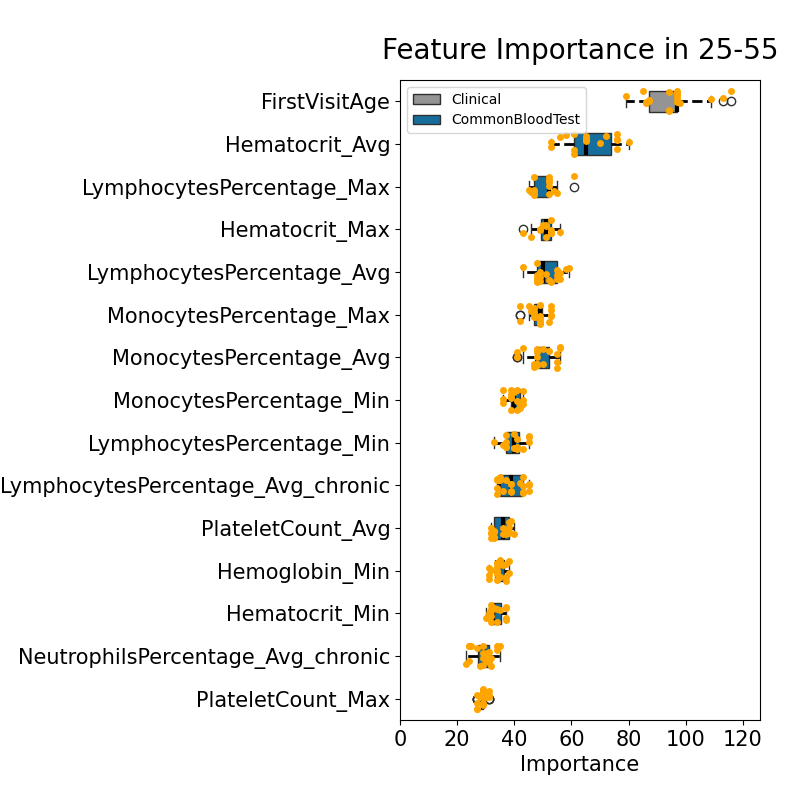 Feature Importance in 25-55
FirstVisitAge
Clinical
CommonBloodTest
Hematocrit_Avg
LymphocytesPercentage_Max
Hematocrit_Max
LymphocytesPercentage_Avg
MonocytesPercentage_Max
MonocytesPercentage_Avg
MonocytesPercentage_Min
LymphocytesPercentage_Min
LymphocytesPercentage_Avg_chronic
PlateletCount_Avg
Hemoglobin_Min
Hematocrit_Min
NeutrophilsPercentage_Avg_chronic
PlateletCount_Max
0 20 40 60 80 100 120
Importance